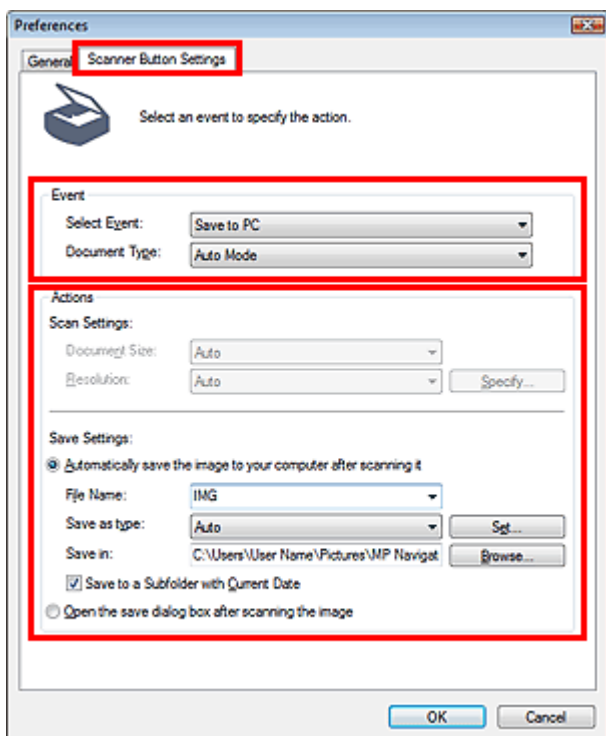 Preferences
General Scanner Button Settings
Select an event to specify the action.
Event
Select Event: Save to PC
Document Type: Auto Mode
Actions
Scan Settings:
Document Size: Auto
Resolution: Auto Specify...
Save Settings:
Automatically save the image to your computer after scanning it
File Name: IMG
Save as type: Auto Set...
Save in: C:\Users\User Name\Pictures\MP Navigat Browse...
Save to a Subfolder with Current Date
Open the save dialog box after scanning the image
OK Cancel